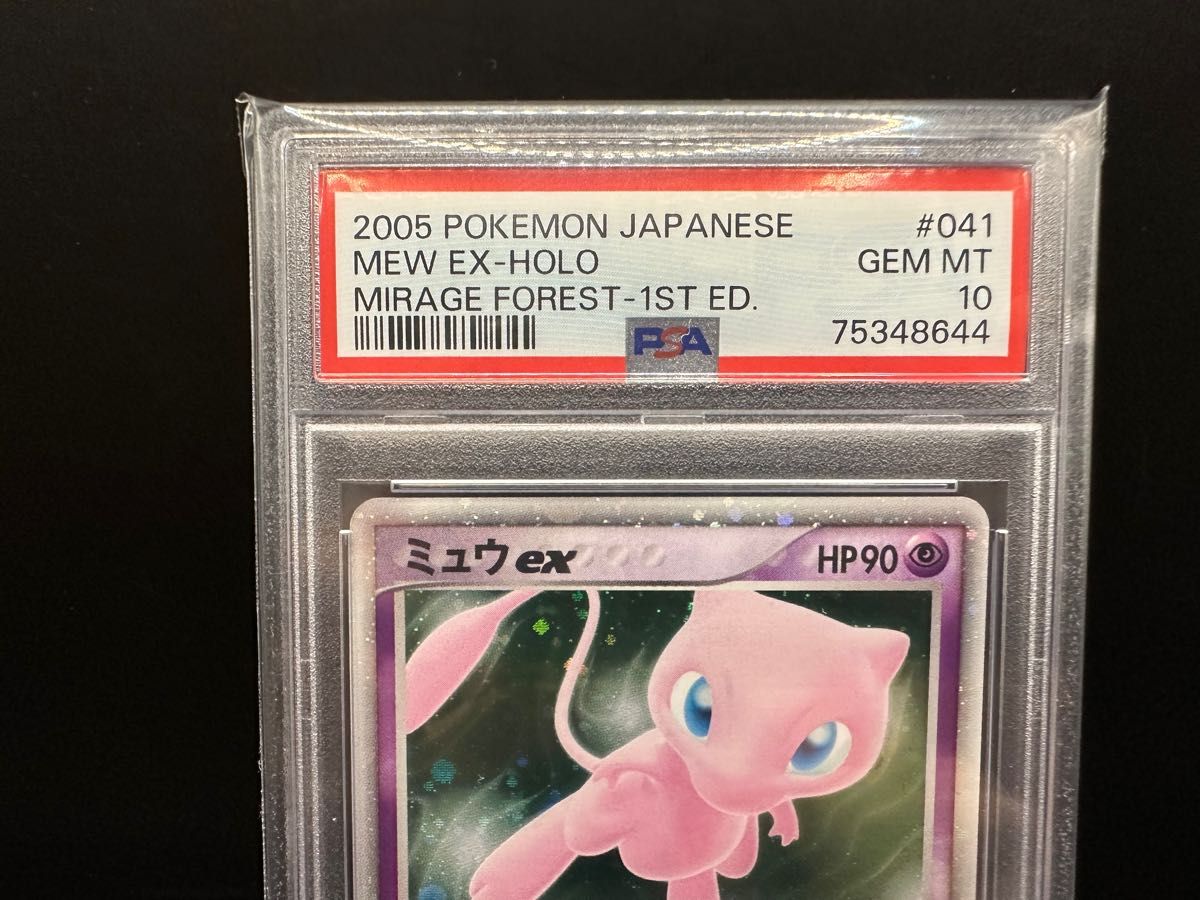 2005 POKEMON JAPANESE #041
MEW EX-HOLO GEM MT
MIRAGE FOREST-1ST ED. 10
PSA 75348644
ミュウex HP90